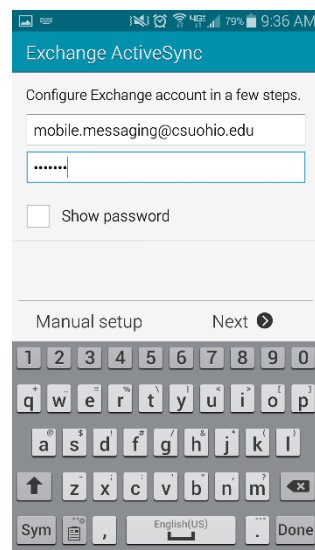 4G 79% 9:36 AM
Exchange ActiveSync
Configure Exchange account in a few steps.
mobile.messaging@csuohio.edu
•••••••
Show password
Manual setup Next
1 2 3 4 5 6 7 8 9 0
q w e r t y u i o p
a s d f g h j k l
z x c v b n m
Sym , English(US) . Done